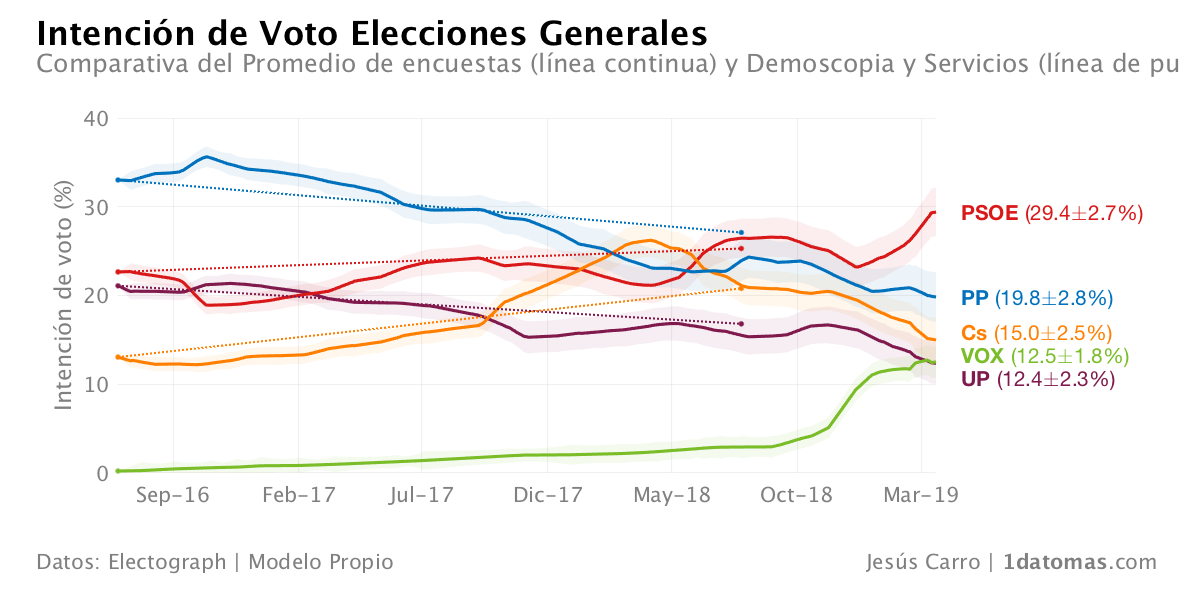 Intención de Voto Elecciones Generales
Comparativa del Promedio de encuestas (línea continua) y Demoscopia y Servicios (línea de pu
Intención de voto (%)
40
30
20
10
0
Sep–16 Feb–17 Jul–17 Dic–17 May–18 Oct–18 Mar–19
PSOE (29.4±2.7%)
PP (19.8±2.8%)
Cs (15.0±2.5%)
VOX (12.5±1.8%)
UP (12.4±2.3%)
Datos: Electograph | Modelo Propio
Jesús Carro | 1datomas.com